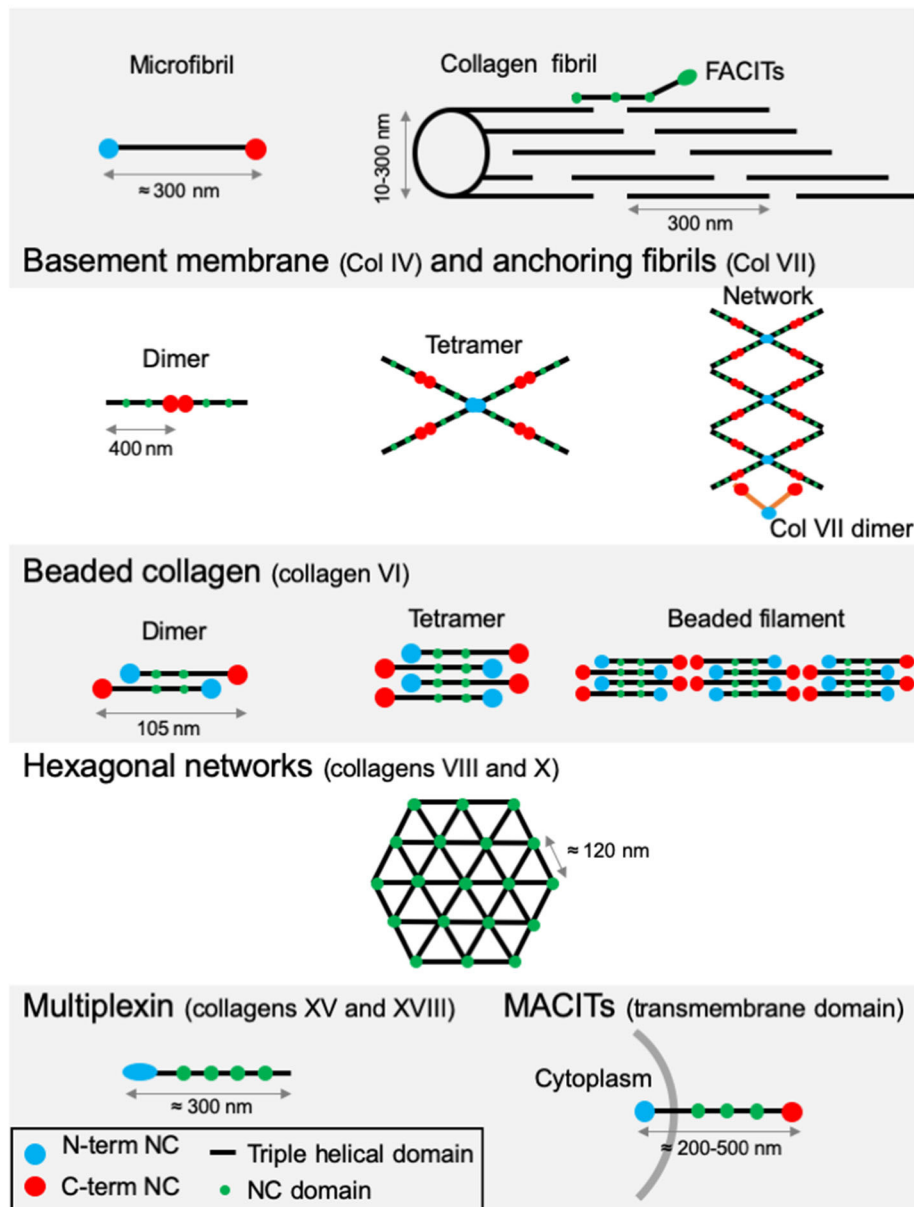 Microfibril
≈ 300 nm
Collagen fibril
FACITs
10-300 nm
300 nm
Basement membrane (Col IV) and anchoring fibrils (Col VII)
Dimer
400 nm
Tetramer
Network
Col VII dimer
Beaded collagen (collagen VI)
Dimer
105 nm
Tetramer
Beaded filament
Hexagonal networks (collagens VIII and X)
≈ 120 nm
Multiplexin (collagens XV and XVIII)
≈ 300 nm
MACITs (transmembrane domain)
Cytoplasm
≈ 200-500 nm
N-term NC
Triple helical domain
C-term NC
NC domain